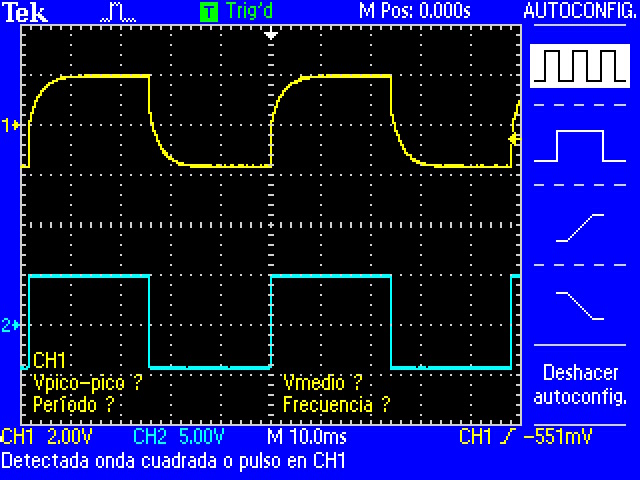 Tek T Trig'd M Pos: 0.000s AUTOCONFIG.
1
2
CH1
Vpico-pico ? Vmedio ?
Período ? Frecuencia ?
Deshacer
autoconfig.
CH1 2.00V CH2 5.00V M 10.0ms CH1 -551mV
Detectada onda cuadrada o pulso en CH1